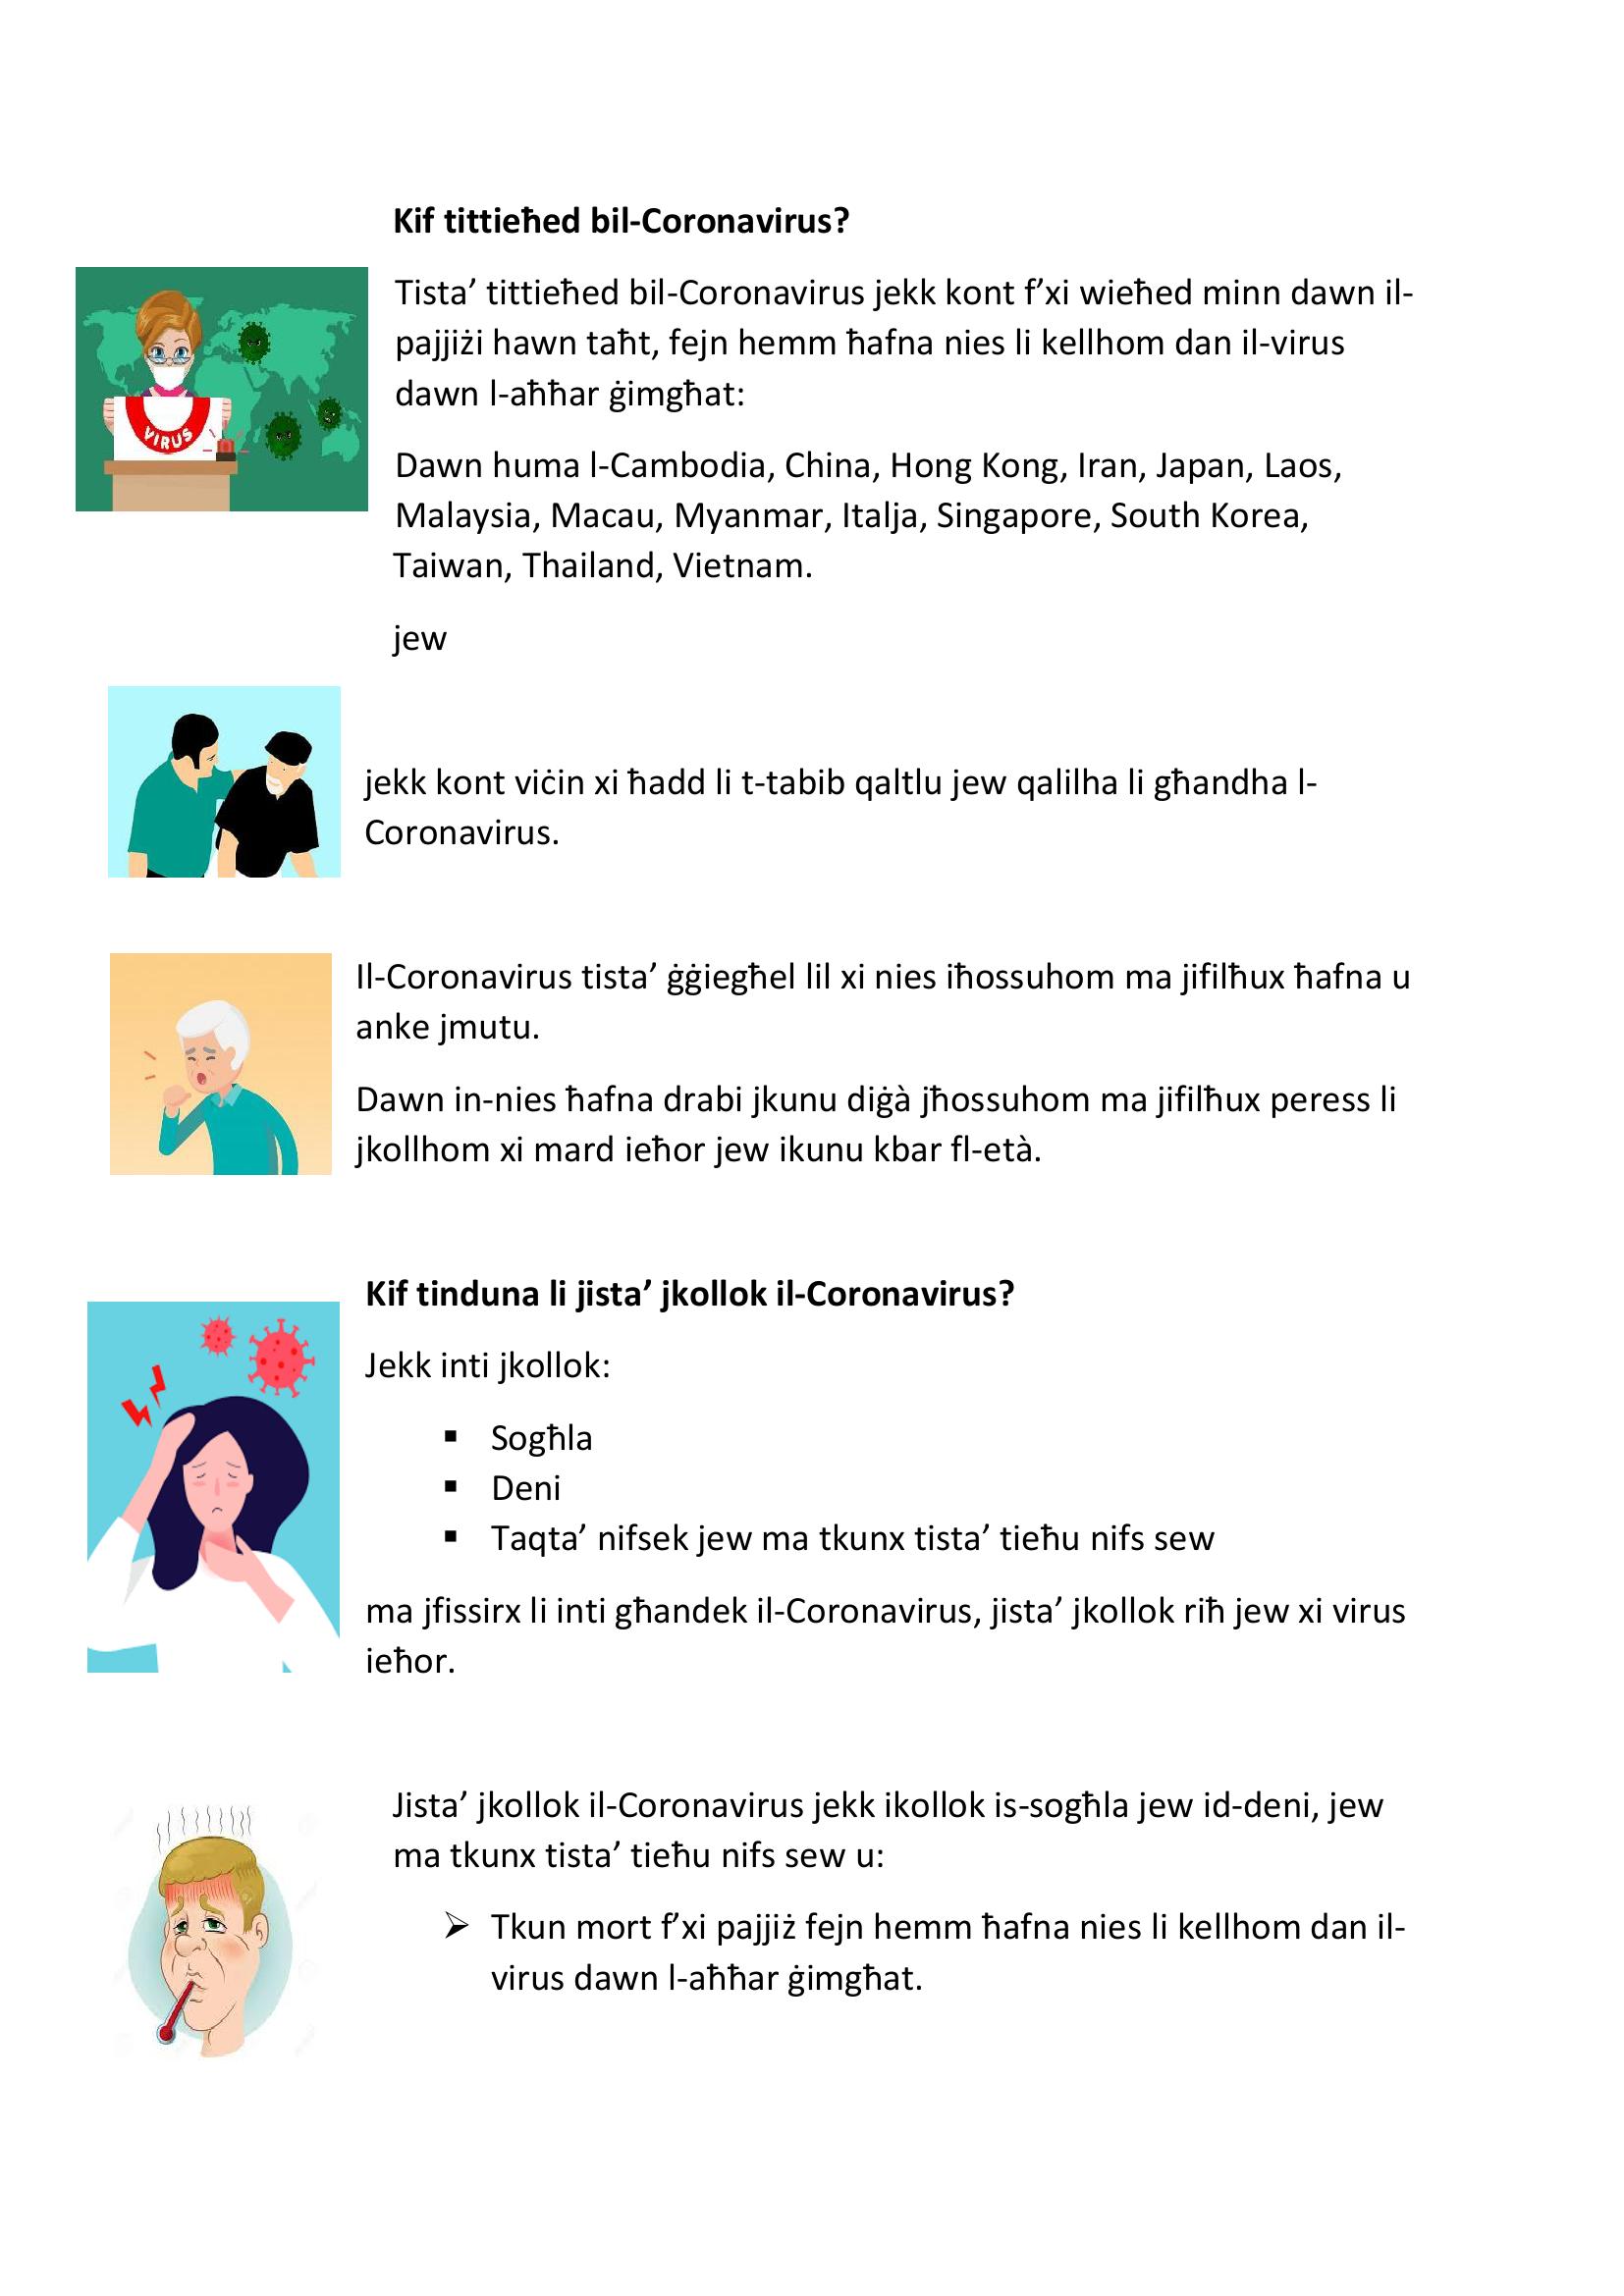 Kif tittieħed bil-Coronavirus?
Tista’ tittieħed bil-Coronavirus jekk kont f’xi wieħed minn dawn il-
pajjiżi hawn taħt, fejn hemm ħafna nies li kellhom dan il-virus
dawn l-aħħar ġimgħat:
VIRUS
Dawn huma l-Cambodia, China, Hong Kong, Iran, Japan, Laos,
Malaysia, Macau, Myanmar, Italja, Singapore, South Korea,
Taiwan, Thailand, Vietnam.
jew
jekk kont viċin xi ħadd li t-tabib qaltlu jew qalilha li għandha l-
Coronavirus.
Il-Coronavirus tista’ ġġiegħel lil xi nies iħossuhom ma jifilħux ħafna u
anke jmutu.
Dawn in-nies ħafna drabi jkunu diġà jħossuhom ma jifilħux peress li
jkollhom xi mard ieħor jew ikunu kbar fl-età.
Kif tinduna li jista’ jkollok il-Coronavirus?
Jekk inti jkollok:
▪ Sogħla
▪ Deni
▪ Taqta’ nifsek jew ma tkunx tista’ tieħu nifs sew
ma jfissirx li inti għandek il-Coronavirus, jista’ jkollok riħ jew xi virus
ieħor.
Jista’ jkollok il-Coronavirus jekk ikollok is-sogħla jew id-deni, jew
ma tkunx tista’ tieħu nifs sew u:
➢ Tkun mort f’xi pajjiż fejn hemm ħafna nies li kellhom dan il-
virus dawn l-aħħar ġimgħat.